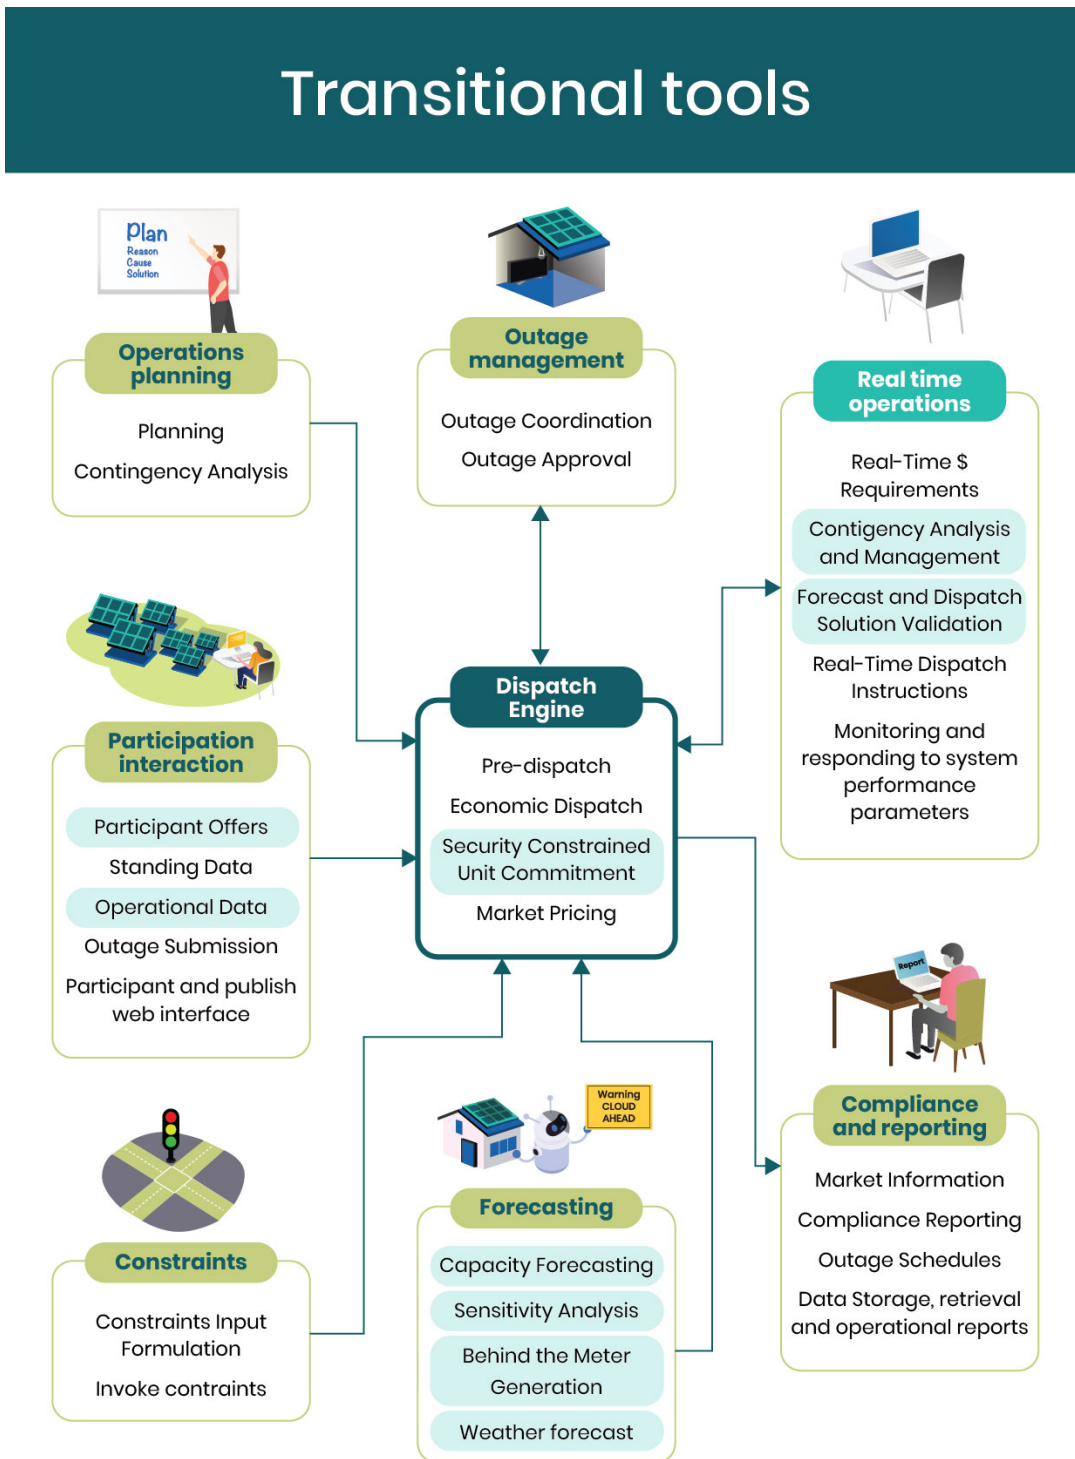 Transitional tools
Plan
Reason
Cause
Solution
Operations
planning
Planning
Contingency Analysis
Outage
management
Outage Coordination
Outage Approval
Real time
operations
Real-Time $
Requirements
Contigency Analysis
and Management
Forecast and Dispatch
Solution Validation
Real-Time Dispatch
Instructions
Monitoring and
responding to system
performance
parameters
Participation
interaction
Participant Offers
Standing Data
Operational Data
Outage Submission
Participant and publish
web interface
Dispatch
Engine
Pre-dispatch
Economic Dispatch
Security Constrained
Unit Commitment
Market Pricing
Report
Compliance
and reporting
Market Information
Compliance Reporting
Outage Schedules
Data Storage, retrieval
and operational reports
Constraints
Constraints Input
Formulation
Invoke contraints
Warning
CLOUD
AHEAD
Forecasting
Capacity Forecasting
Sensitivity Analysis
Behind the Meter
Generation
Weather forecast